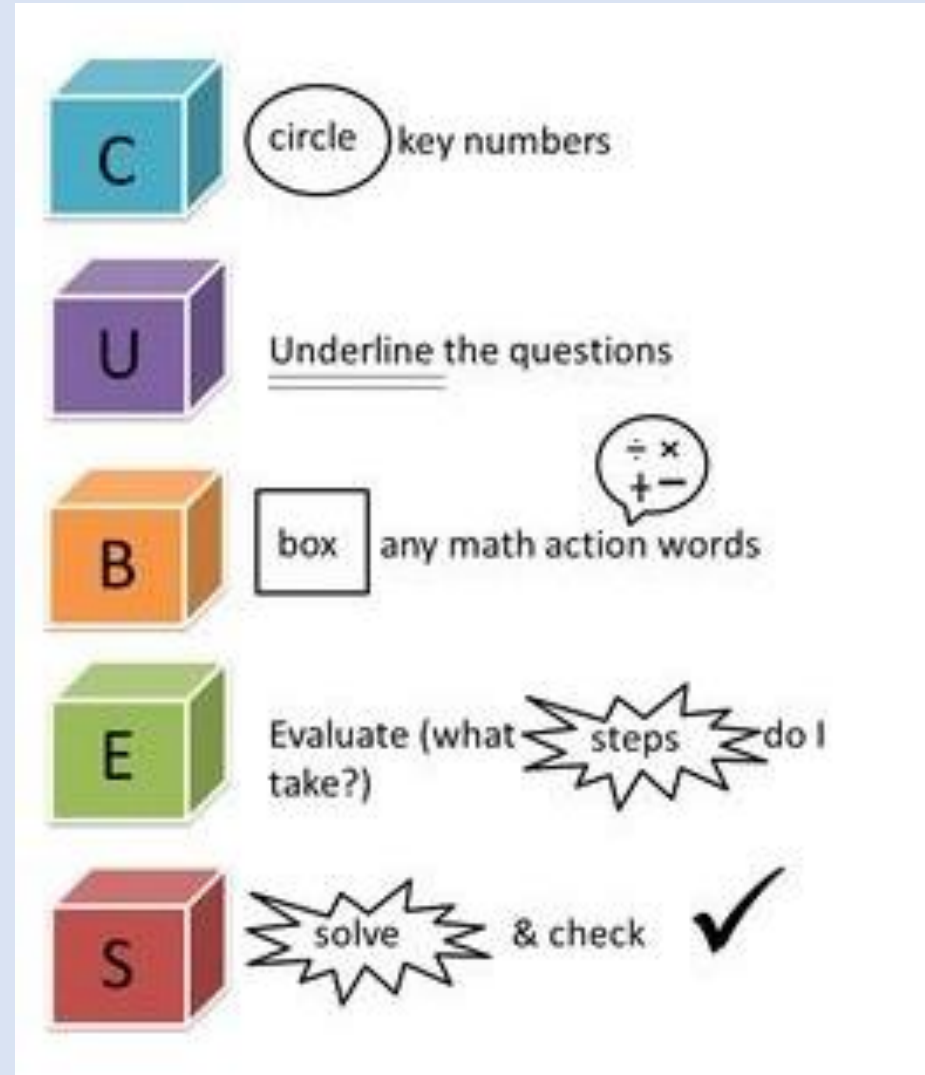 C circle key numbers
U Underline the questions
÷ ×
+ −
B box any math action words
E Evaluate (what steps do I
take?)
S solve & check